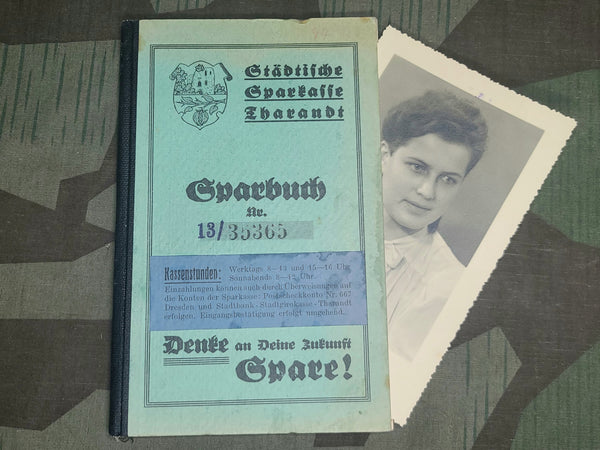 Städtische
Sparkasse
Tharandt
Sparbuch
Nr.
13/35365
Kassenstunden: Werktags 8—13 und 15—16 Uhr
Sonnabends 8—12 Uhr.
Einzahlungen können auch durch Überweisungen auf
die Konten der Sparkasse: Postscheckkonto Nr. 667
Dresden und Stadtbank-Stadtgirokasse-Tharandt
erfolgen. Eingangsbestätigung erfolgt umgehend.
Denke an Deine Zukunft
Spare!